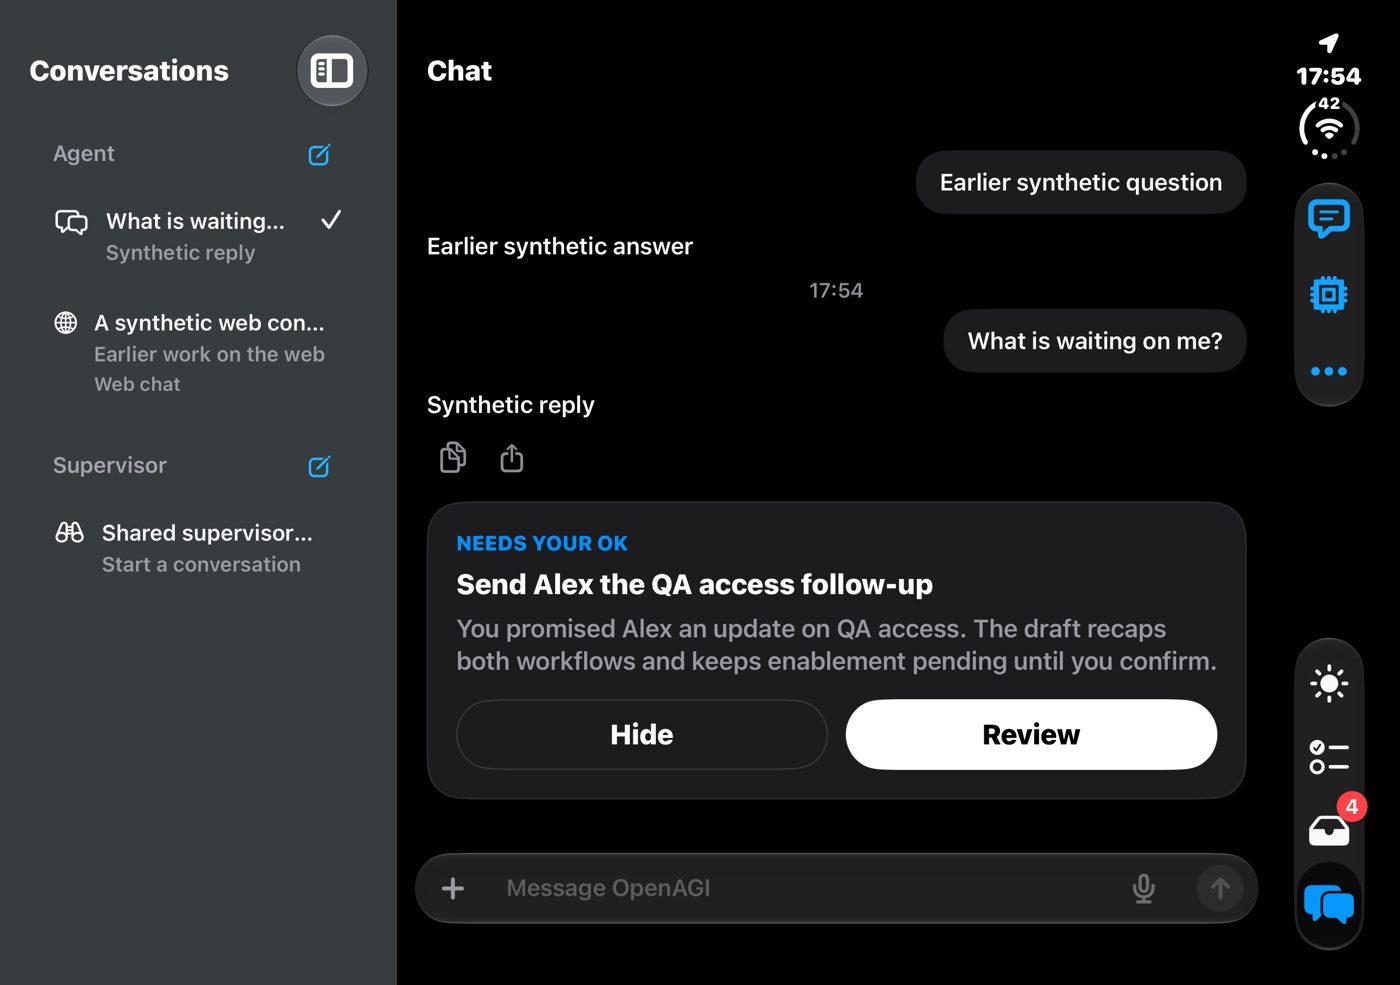 Conversations
Agent
What is waiting...
Synthetic reply
A synthetic web con...
Earlier work on the web
Web chat
Supervisor
Shared supervisor...
Start a conversation
Chat
Earlier synthetic question
Earlier synthetic answer
17:54
What is waiting on me?
Synthetic reply
NEEDS YOUR OK
Send Alex the QA access follow-up
You promised Alex an update on QA access. The draft recaps
both workflows and keeps enablement pending until you confirm.
Hide
Review
Message OpenAGI
17:54
42
4